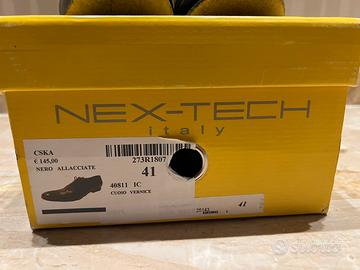 NEX-TECH
italy
CSKA
€ 145,00
NERO ALLACCIATE
273R1807
41
40811 IC
CUOIO VERNICE
41
subito